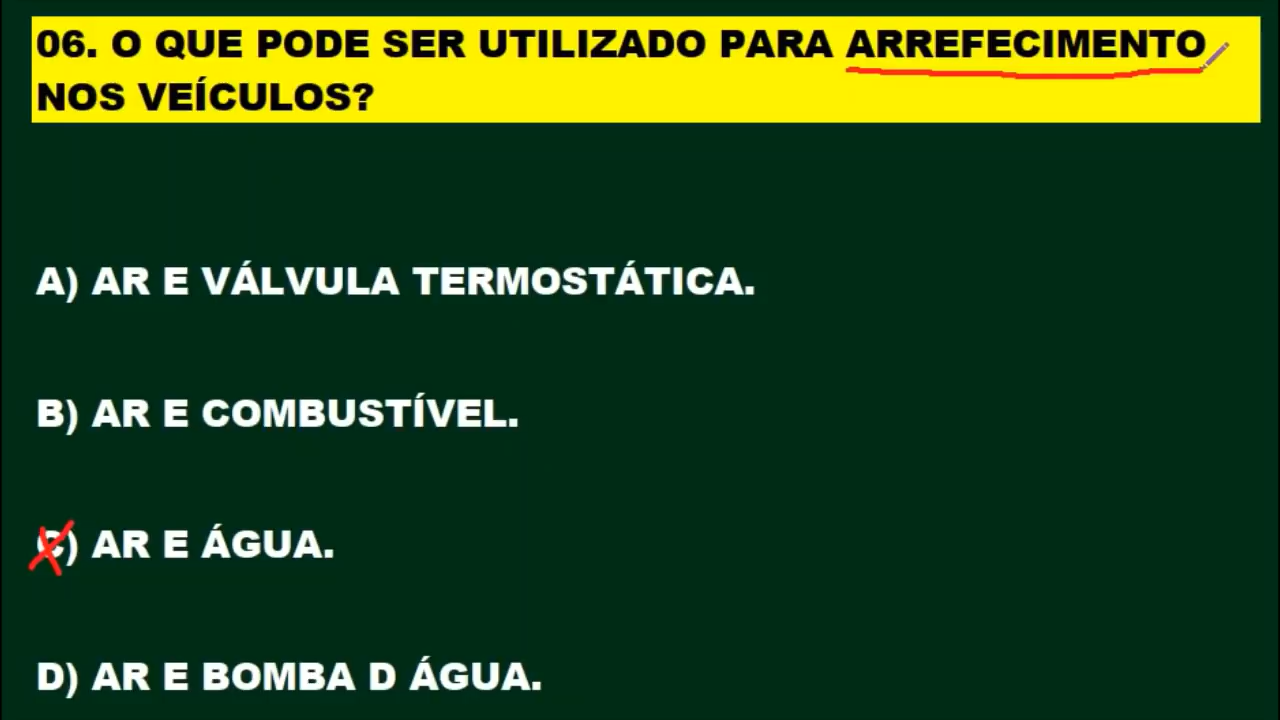 06. O QUE PODE SER UTILIZADO PARA ARREFECIMENTO
NOS VEÍCULOS?
A) AR E VÁLVULA TERMOSTÁTICA.
B) AR E COMBUSTÍVEL.
C) AR E ÁGUA.
D) AR E BOMBA D ÁGUA.